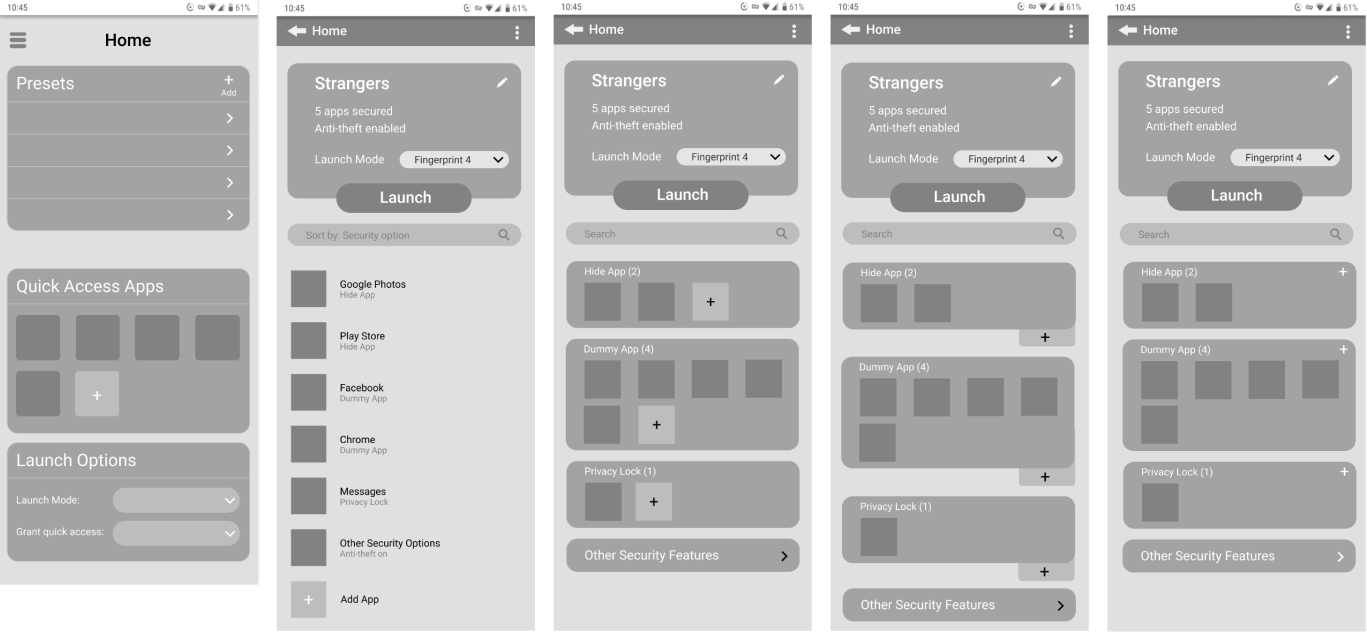 10:45
61%
Home
Presets
+
Add
Quick Access Apps
+
Launch Options
Launch Mode:
Grant quick access:
10:45
61%
Home
Strangers
5 apps secured
Anti-theft enabled
Launch Mode
Fingerprint 4
Launch
Sort by: Security option
Google Photos
Hide App
Play Store
Hide App
Facebook
Dummy App
Chrome
Dummy App
Messages
Privacy Lock
Other Security Options
Anti-theft on
+
Add App
10:45
61%
Home
Strangers
5 apps secured
Anti-theft enabled
Launch Mode
Fingerprint 4
Launch
Search
Hide App (2)
+
Dummy App (4)
+
Privacy Lock (1)
+
Other Security Features
10:45
61%
Home
Strangers
5 apps secured
Anti-theft enabled
Launch Mode
Fingerprint 4
Launch
Search
Hide App (2)
+
Dummy App (4)
+
Privacy Lock (1)
+
Other Security Features
10:45
61%
Home
Strangers
5 apps secured
Anti-theft enabled
Launch Mode
Fingerprint 4
Launch
Search
Hide App (2)
+
Dummy App (4)
+
Privacy Lock (1)
+
Other Security Features